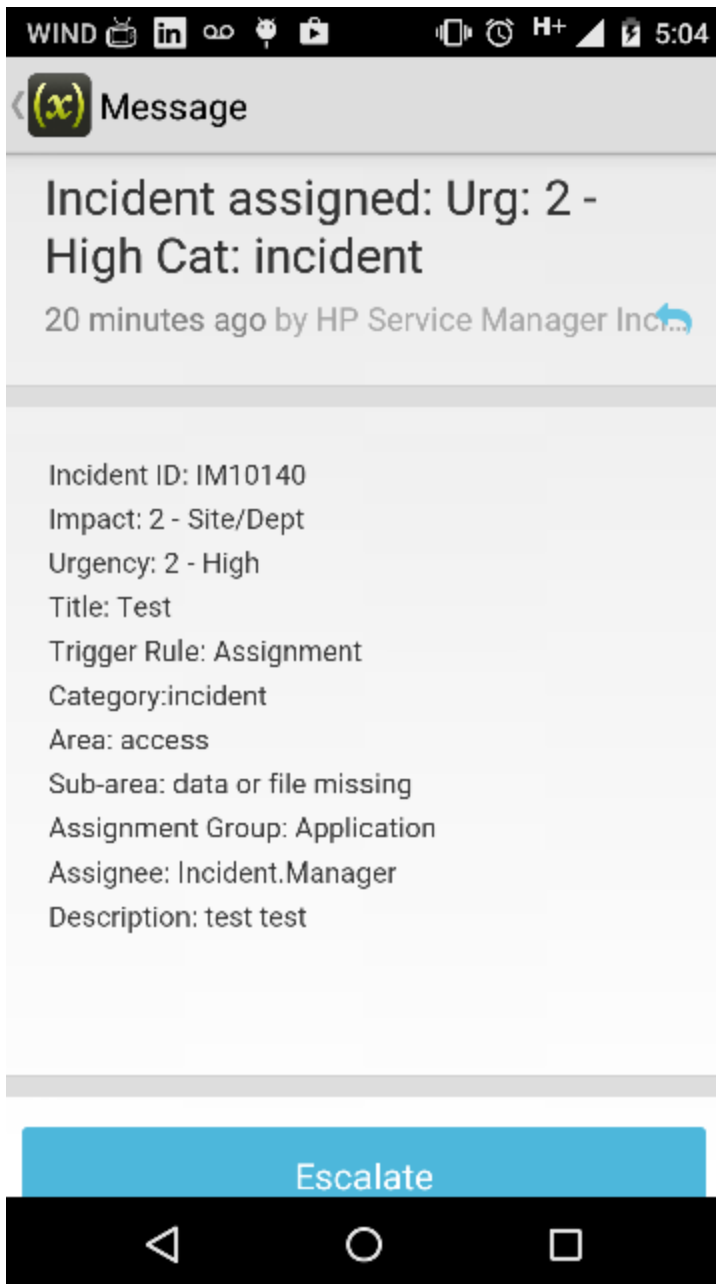 WIND in H+ 5:04
(x) Message
Incident assigned: Urg: 2 -
High Cat: incident
20 minutes ago by HP Service Manager Inci...
Incident ID: IM10140
Impact: 2 - Site/Dept
Urgency: 2 - High
Title: Test
Trigger Rule: Assignment
Category:incident
Area: access
Sub-area: data or file missing
Assignment Group: Application
Assignee: Incident.Manager
Description: test test
Escalate